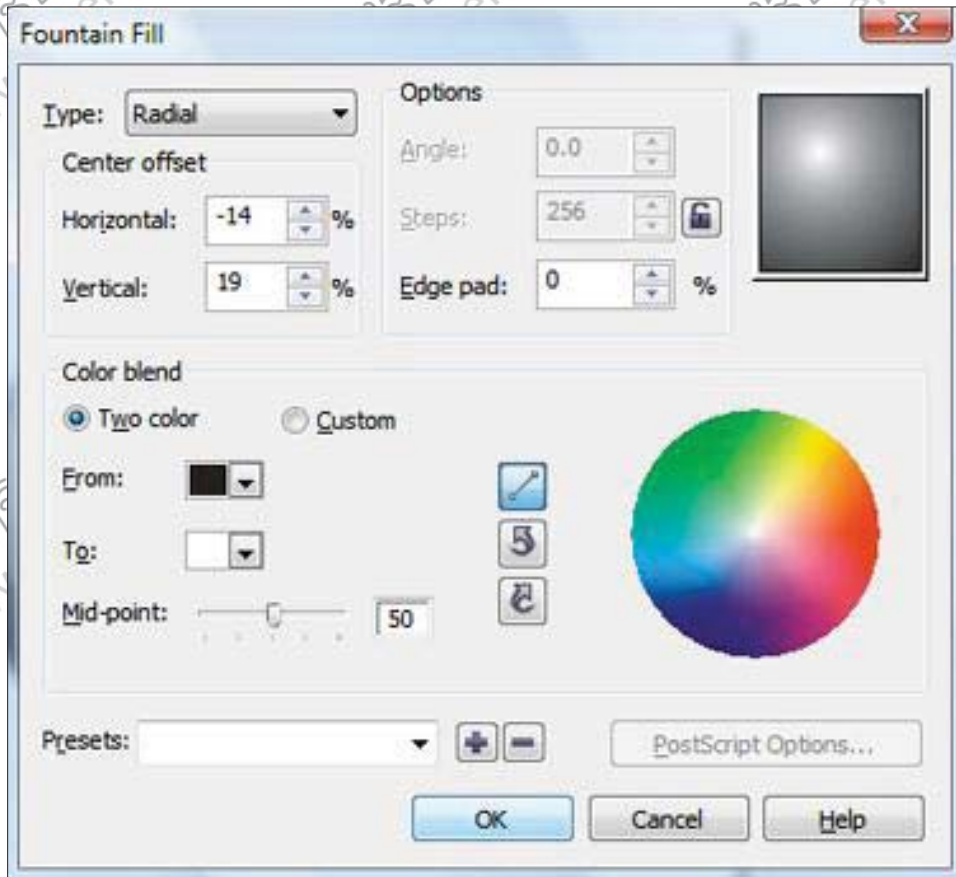 Fountain Fill
Type: Radial
Center offset
Horizontal: -14 %
Vertical: 19 %
Options
Angle: 0.0
Steps: 256
Edge pad: 0 %
Color blend
Two color Custom
From:
To:
Mid-point: 50
Presets:
PostScript Options...
OK Cancel Help